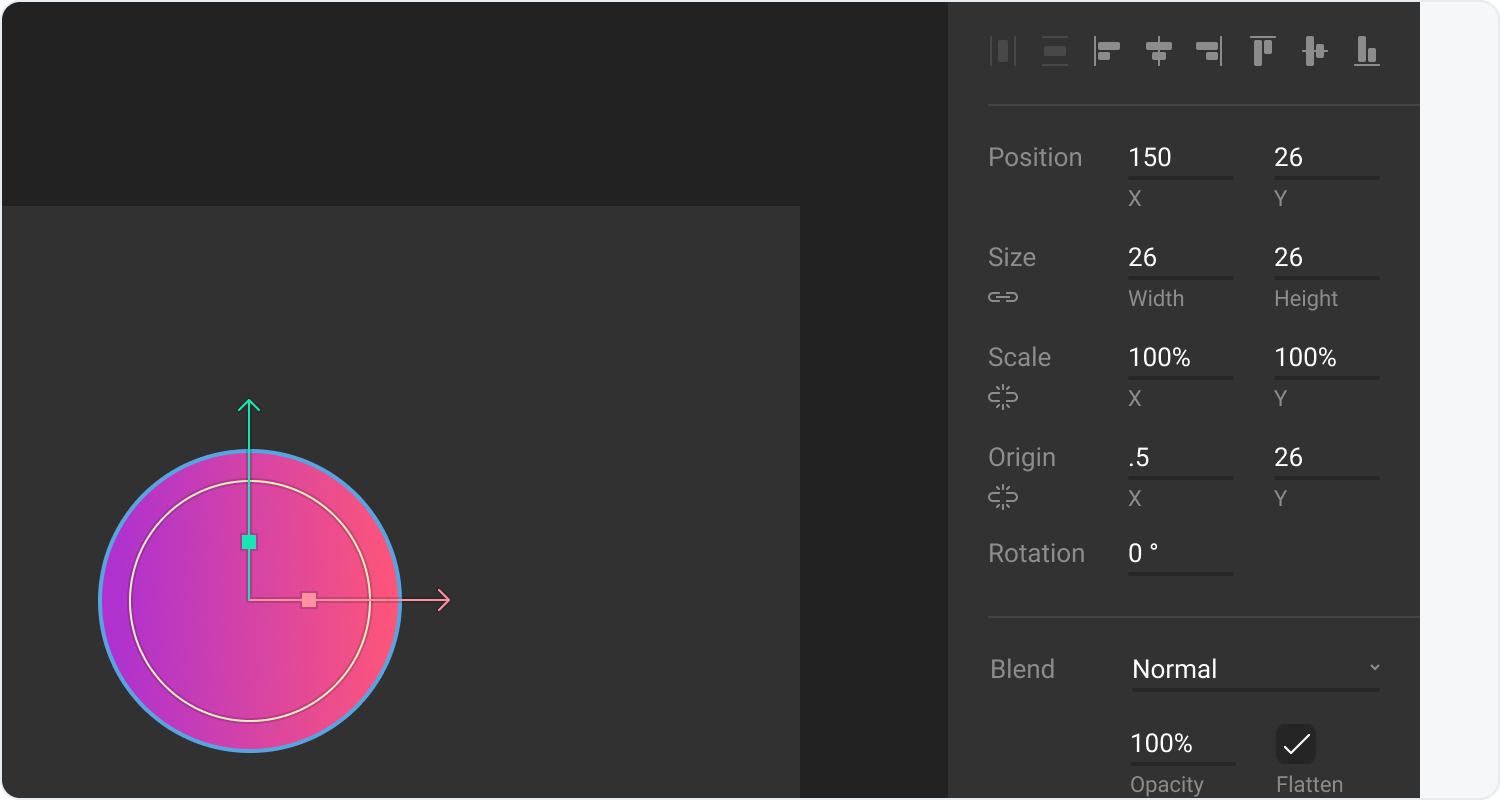 Position 150 26
X Y
Size 26 26
Width Height
Scale 100% 100%
X Y
Origin .5 26
X Y
Rotation 0 °
Blend Normal
100%
Opacity Flatten